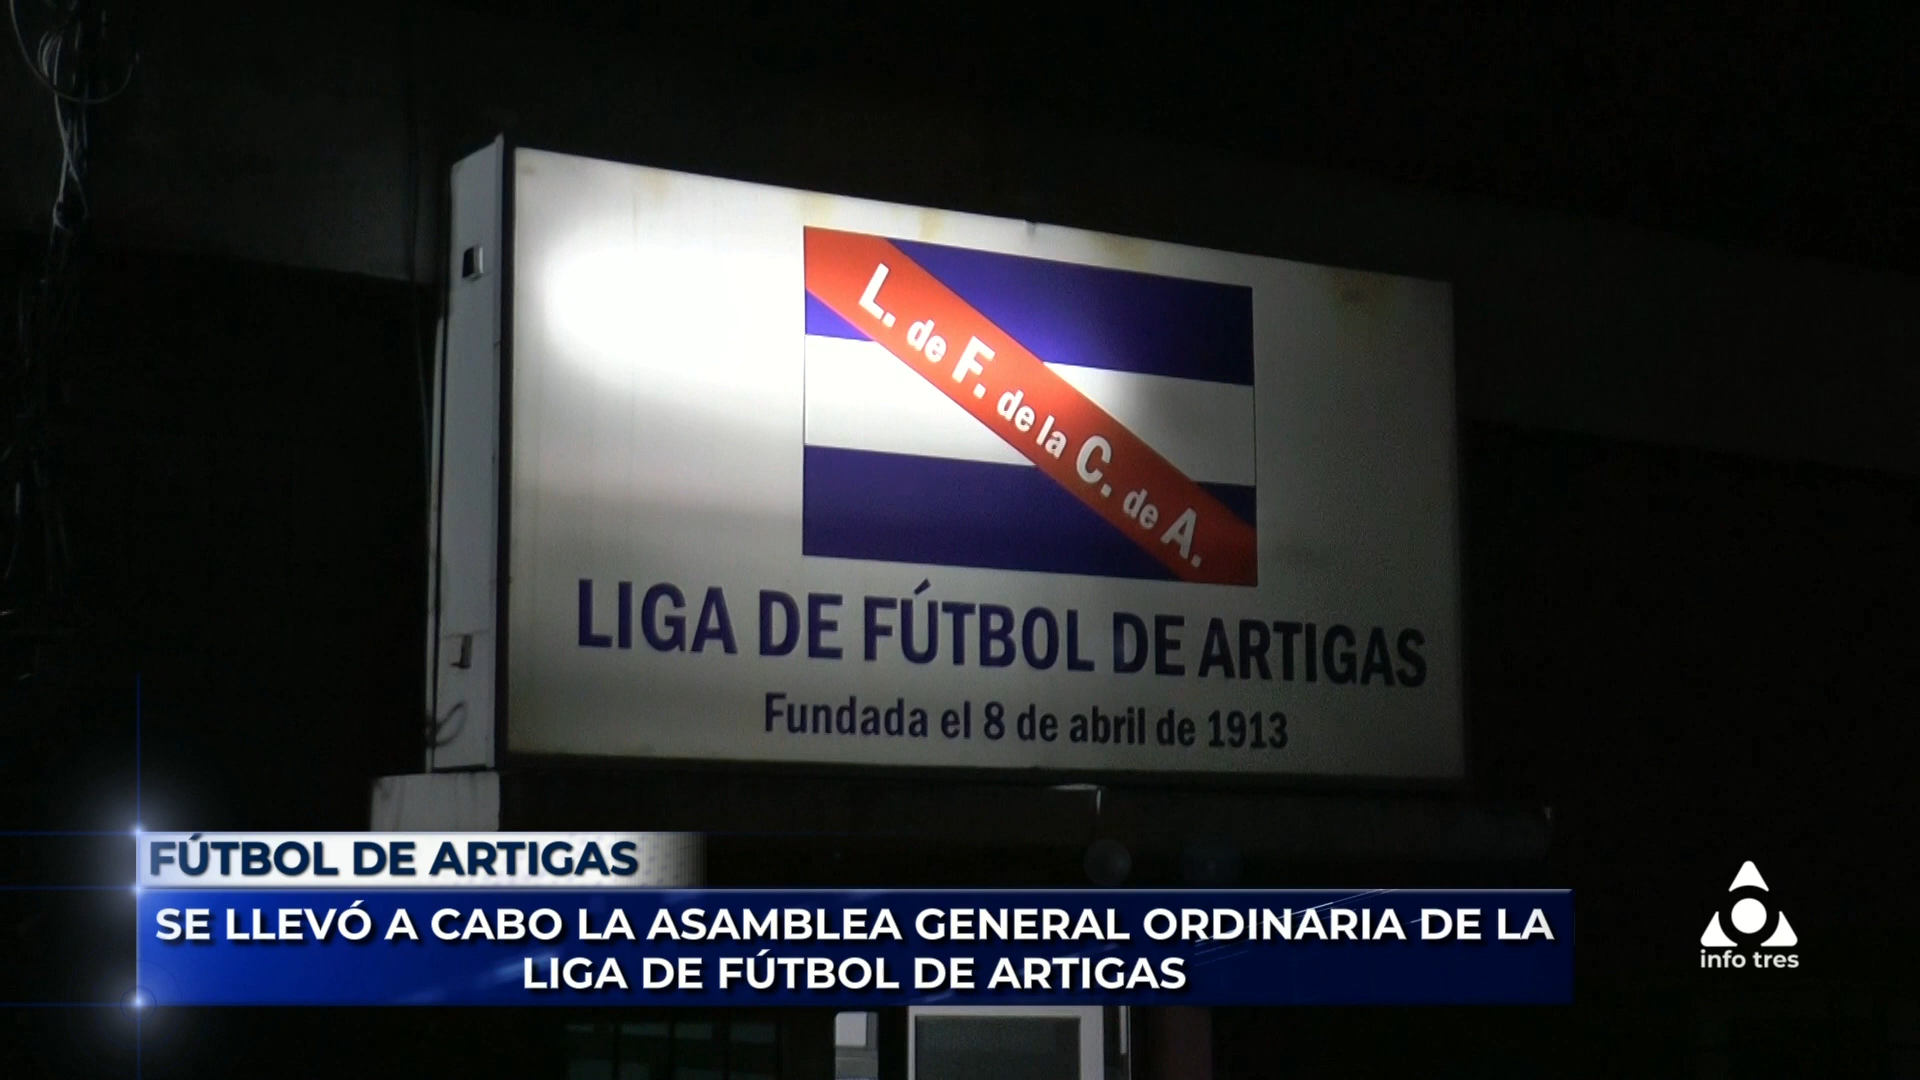 L. de F. de la C. de A.
LIGA DE FÚTBOL DE ARTIGAS
Fundada el 8 de abril de 1913
FÚTBOL DE ARTIGAS
SE LLEVÓ A CABO LA ASAMBLEA GENERAL ORDINARIA DE LA
LIGA DE FÚTBOL DE ARTIGAS
info tres